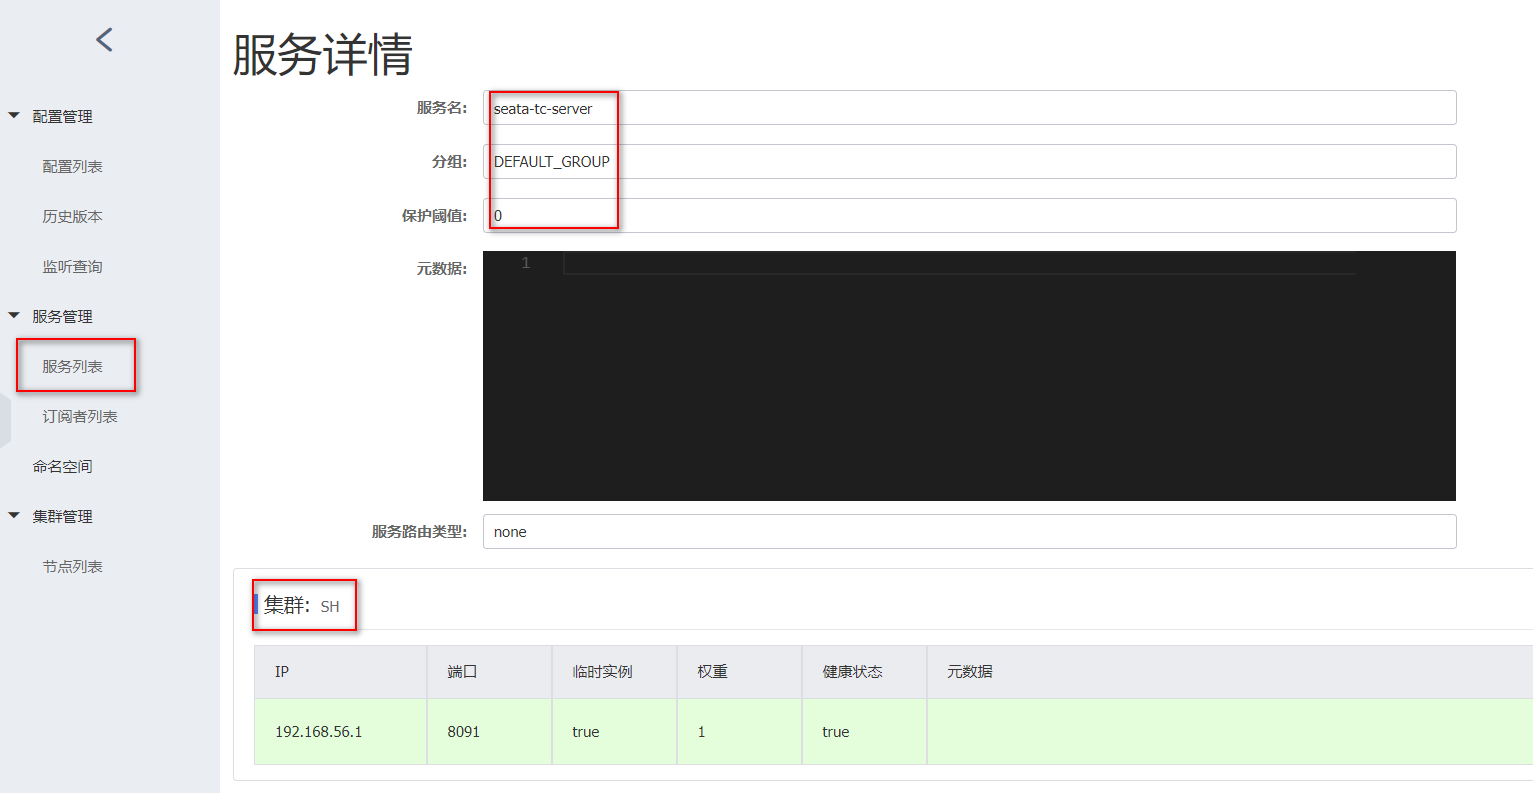 服务详情
配置管理
配置列表
历史版本
监听查询
服务管理
服务列表
订阅者列表
命名空间
集群管理
节点列表
服务名: seata-tc-server
分组: DEFAULT_GROUP
保护阈值: 0
元数据: 1
服务路由类型: none
集群: SH
IP 端口 临时实例 权重 健康状态 元数据
192.168.56.1 8091 true 1 true